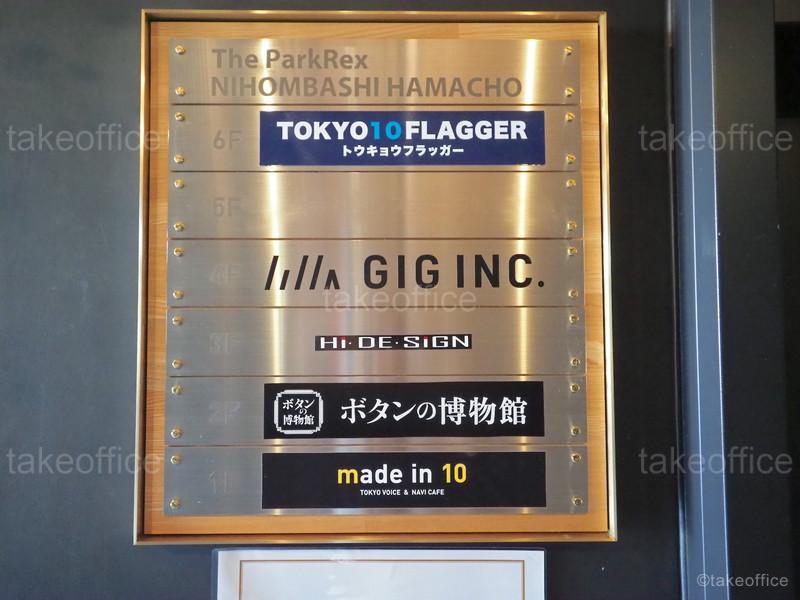 The ParkRex
NIHOMBASHI HAMACHO
6F
TOKYO10FLAGGER
トウキョウフラッガー
5F
4F
GIG INC.
3F
Hi·DE·SiGN
2F
ボタンの博物館
ボタンの博物館
1F
made in 10
TOKYO VOICE & NAVI CAFE
takeoffice
takeoffice
takeoffice
takeoffice
takeoffice
©takeoffice